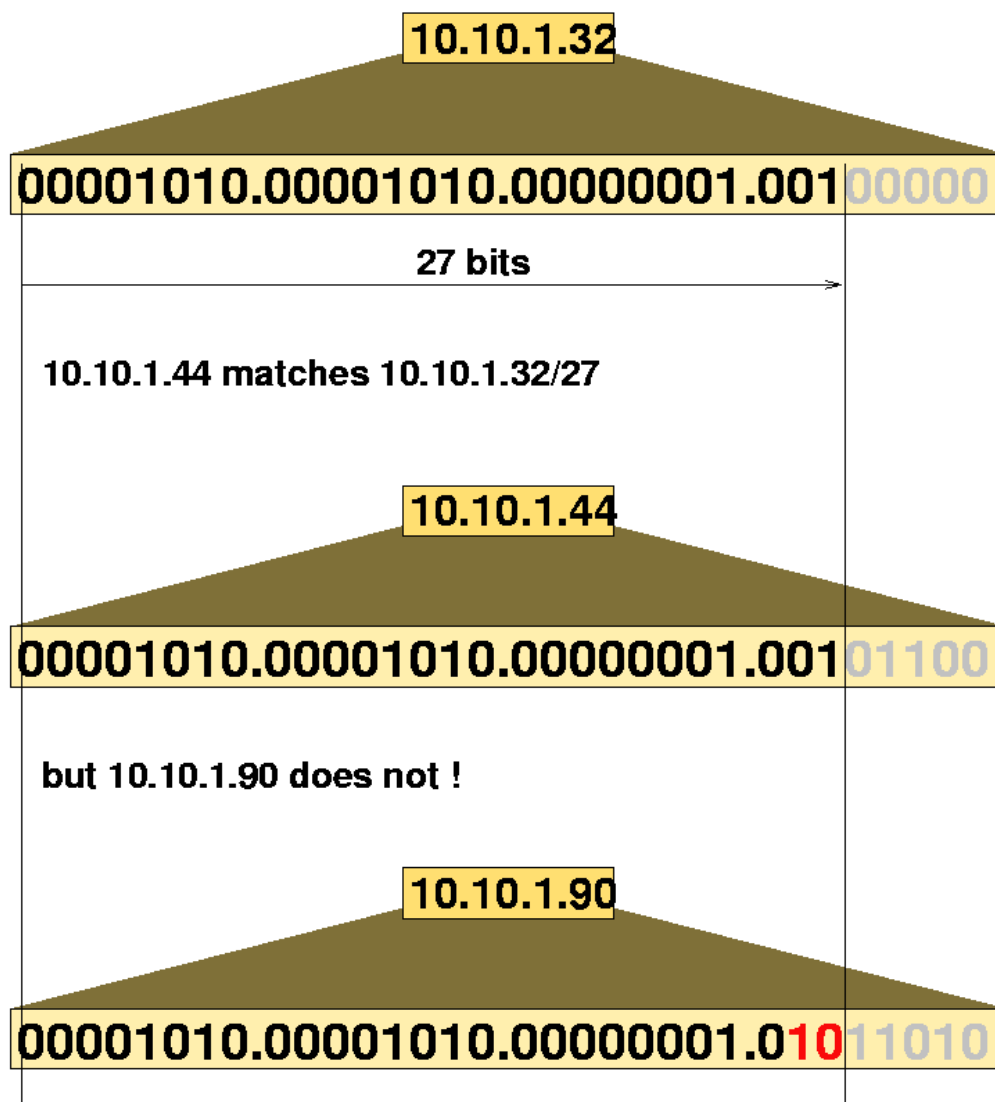 10.10.1.32
00001010.00001010.00000001.00100000
27 bits
10.10.1.44 matches 10.10.1.32/27
10.10.1.44
00001010.00001010.00000001.00101100
but 10.10.1.90 does not !
10.10.1.90
00001010.00001010.00000001.01011010